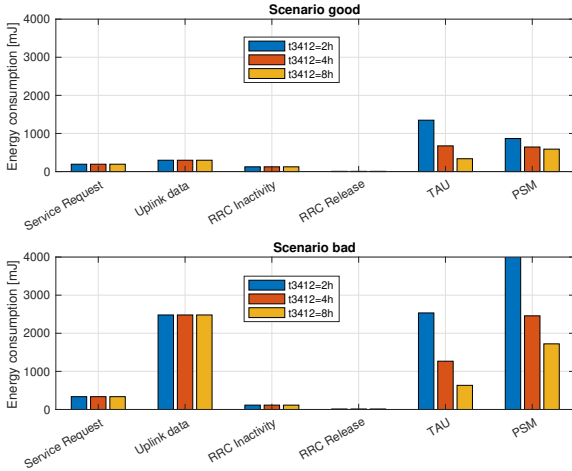 Scenario good
Energy consumption [mJ]
4000
3000
2000
1000
0
t3412=2h
t3412=4h
t3412=8h
Service Request
Uplink data
RRC Inactivity
RRC Release
TAU
PSM
Scenario bad
Energy consumption [mJ]
4000
3000
2000
1000
0
t3412=2h
t3412=4h
t3412=8h
Service Request
Uplink data
RRC Inactivity
RRC Release
TAU
PSM